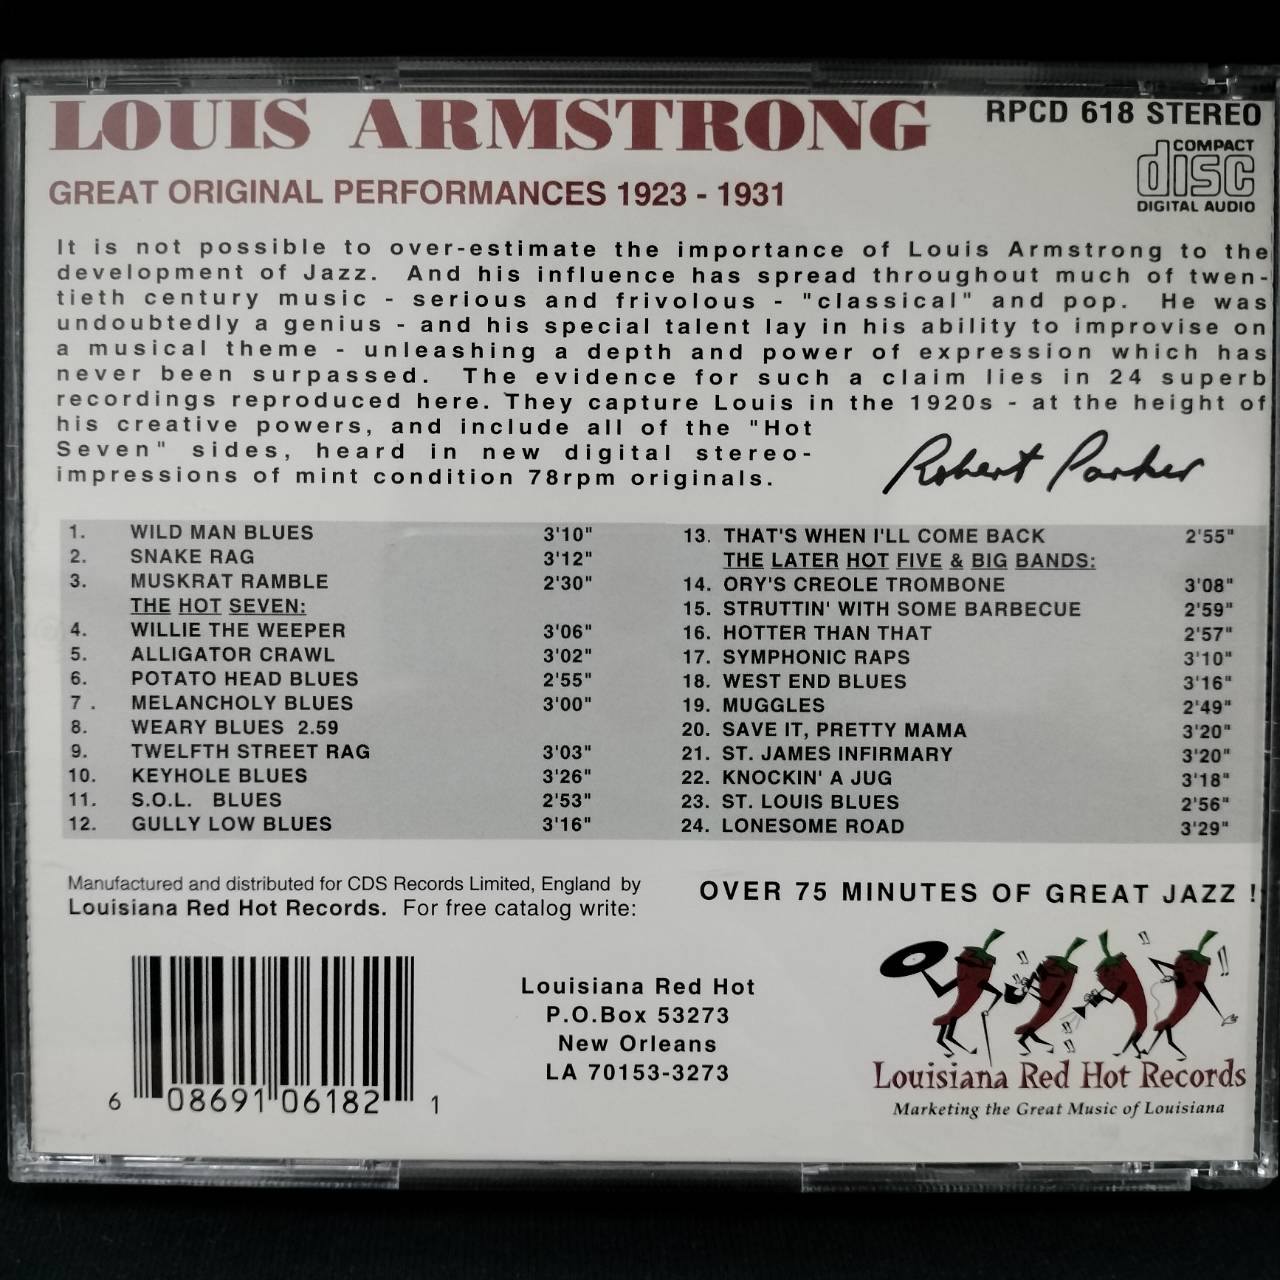 LOUIS ARMSTRONG
RPCD 618 STEREO
COMPACT
disc
DIGITAL AUDIO
GREAT ORIGINAL PERFORMANCES 1923 - 1931
It is not possible to over-estimate the importance of Louis Armstrong to the
development of Jazz. And his influence has spread throughout much of twen-
tieth century music - serious and frivolous - "classical" and pop. He was
undoubtedly a genius - and his special talent lay in his ability to improvise on
a musical theme - unleashing a depth and power of expression which has
never been surpassed. The evidence for such a claim lies in 24 superb
recordings reproduced here. They capture Louis in the 1920s - at the height of
his creative powers, and include all of the "Hot
Seven" sides, heard in new digital stereo-
impressions of mint condition 78rpm originals.
Robert Parker
1. WILD MAN BLUES 3'10"
2. SNAKE RAG 3'12"
3. MUSKRAT RAMBLE 2'30"
THE HOT SEVEN:
4. WILLIE THE WEEPER 3'06"
5. ALLIGATOR CRAWL 3'02"
6. POTATO HEAD BLUES 2'55"
7 . MELANCHOLY BLUES 3'00"
8. WEARY BLUES 2.59
9. TWELFTH STREET RAG 3'03"
10. KEYHOLE BLUES 3'26"
11. S.O.L. BLUES 2'53"
12. GULLY LOW BLUES 3'16"
13. THAT'S WHEN I'LL COME BACK 2'55"
THE LATER HOT FIVE & BIG BANDS:
14. ORY'S CREOLE TROMBONE 3'08"
15. STRUTTIN' WITH SOME BARBECUE 2'59"
16. HOTTER THAN THAT 2'57"
17. SYMPHONIC RAPS 3'10"
18. WEST END BLUES 3'16"
19. MUGGLES 2'49"
20. SAVE IT, PRETTY MAMA 3'20"
21. ST. JAMES INFIRMARY 3'20"
22. KNOCKIN' A JUG 3'18"
23. ST. LOUIS BLUES 2'56"
24. LONESOME ROAD 3'29"
Manufactured and distributed for CDS Records Limited, England by
Louisiana Red Hot Records. For free catalog write:
OVER 75 MINUTES OF GREAT JAZZ !
Louisiana Red Hot
P.O.Box 53273
New Orleans
LA 70153-3273
6 08691 06182 1
Louisiana Red Hot Records
Marketing the Great Music of Louisiana